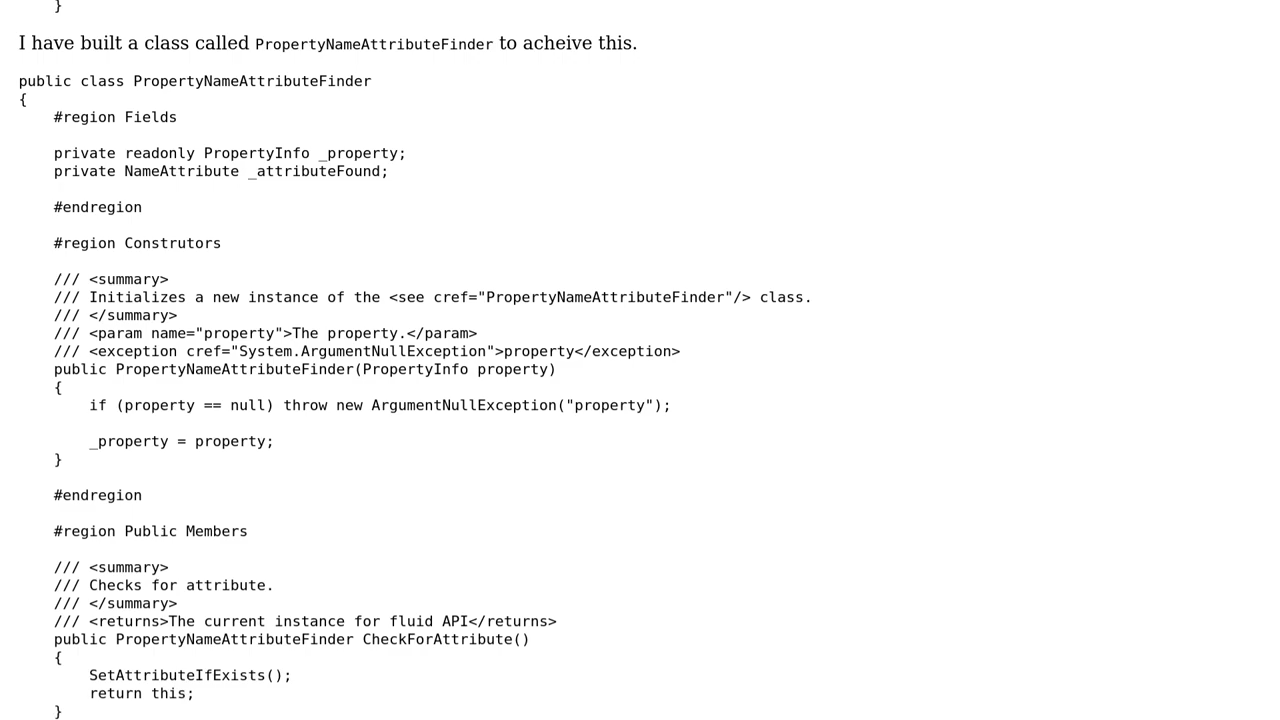 }
I have built a class called PropertyNameAttributeFinder to acheive this.
public class PropertyNameAttributeFinder
{
    #region Fields

    private readonly PropertyInfo _property;
    private NameAttribute _attributeFound;

    #endregion

    #region Construtors

    /// <summary>
    /// Initializes a new instance of the <see cref="PropertyNameAttributeFinder"/> class.
    /// </summary>
    /// <param name="property">The property.</param>
    /// <exception cref="System.ArgumentNullException">property</exception>
    public PropertyNameAttributeFinder(PropertyInfo property)
    {
        if (property == null) throw new ArgumentNullException("property");

        _property = property;
    }

    #endregion

    #region Public Members

    /// <summary>
    /// Checks for attribute.
    /// </summary>
    /// <returns>The current instance for fluid API</returns>
    public PropertyNameAttributeFinder CheckForAttribute()
    {
        SetAttributeIfExists();
        return this;
    }